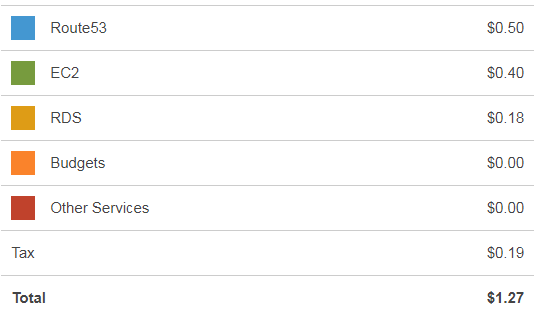 Route53 $0.50
EC2 $0.40
RDS $0.18
Budgets $0.00
Other Services $0.00
Tax $0.19
Total $1.27